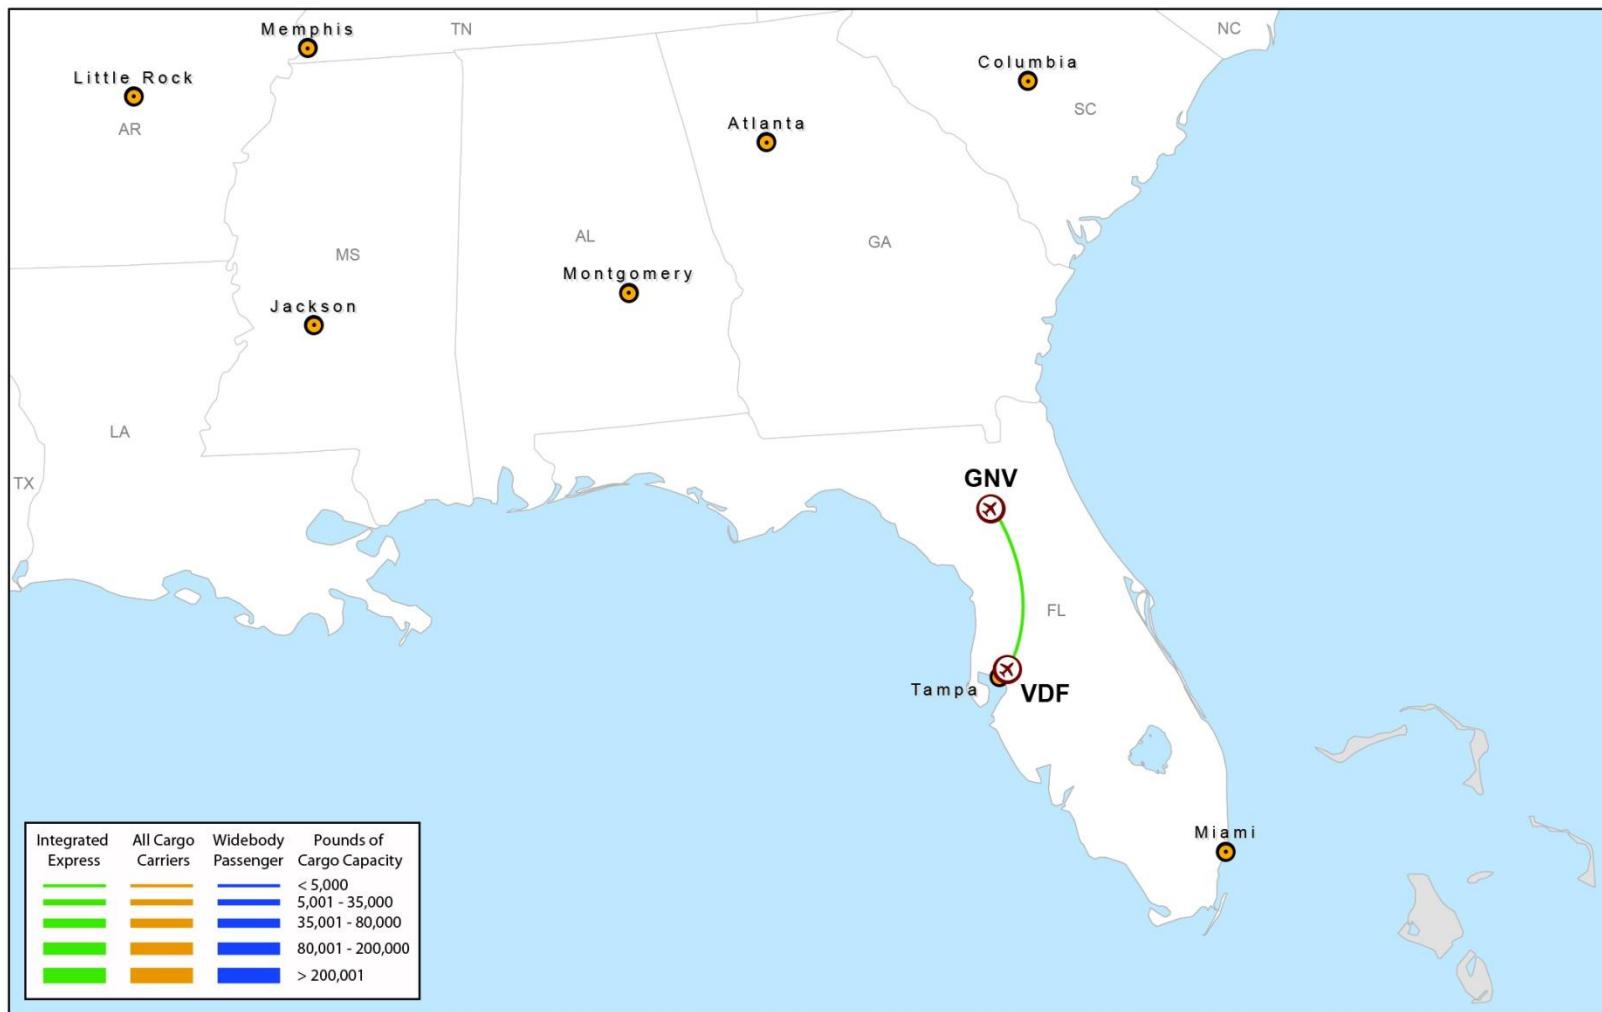 Memphis
TN
NC
Little Rock
Columbia
AR
SC
Atlanta
MS
AL
GA
Montgomery
Jackson
LA
TX
GNV
FL
Tampa
VDF
Miami
Integrated Express
All Cargo Carriers
Widebody Passenger
Pounds of Cargo Capacity
< 5,000
5,001 - 35,000
35,001 - 80,000
80,001 - 200,000
> 200,001